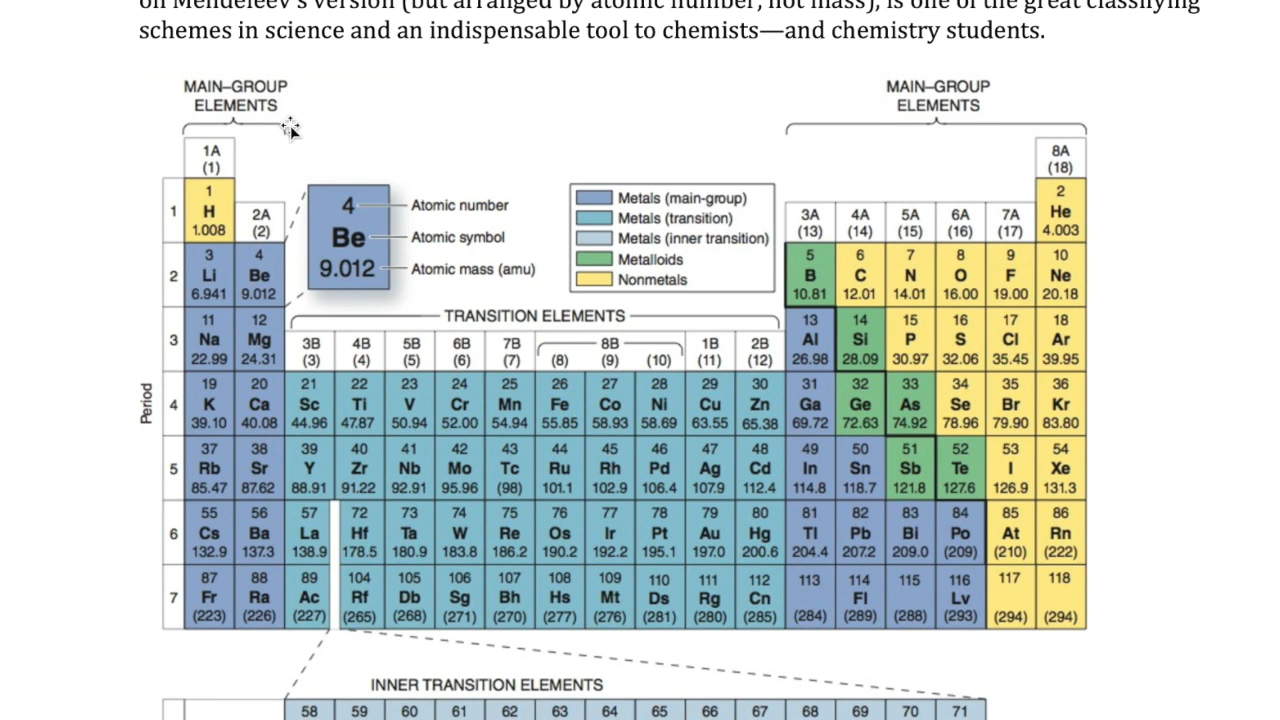 on Mendeleev's version (but arranged by atomic number, not mass), is one of the great classifying
schemes in science and an indispensable tool to chemists—and chemistry students.
MAIN–GROUP
ELEMENTS
MAIN–GROUP
ELEMENTS
1A
(1)
8A
(18)
1
1
H
1.008
2A
(2)
4
Be
9.012
Atomic number
Atomic symbol
Atomic mass (amu)
Metals (main-group)
Metals (transition)
Metals (inner transition)
Metalloids
Nonmetals
3A 4A 5A 6A 7A
(13) (14) (15) (16) (17)
2
He
4.003
2
3 4 5 6 7 8 9 10
Li Be B C N O F Ne
6.941 9.012 10.81 12.01 14.01 16.00 19.00 20.18
TRANSITION ELEMENTS
3B 4B 5B 6B 7B 8B 1B 2B
(3) (4) (5) (6) (7) (8) (9) (10) (11) (12)
3
11 12 13 14 15 16 17 18
Na Mg Al Si P S Cl Ar
22.99 24.31 26.98 28.09 30.97 32.06 35.45 39.95
Period
4
19 20 21 22 23 24 25 26 27 28 29 30 31 32 33 34 35 36
K Ca Sc Ti V Cr Mn Fe Co Ni Cu Zn Ga Ge As Se Br Kr
39.10 40.08 44.96 47.87 50.94 52.00 54.94 55.85 58.93 58.69 63.55 65.38 69.72 72.63 74.92 78.96 79.90 83.80
5
37 38 39 40 41 42 43 44 45 46 47 48 49 50 51 52 53 54
Rb Sr Y Zr Nb Mo Tc Ru Rh Pd Ag Cd In Sn Sb Te I Xe
85.47 87.62 88.91 91.22 92.91 95.96 (98) 101.1 102.9 106.4 107.9 112.4 114.8 118.7 121.8 127.6 126.9 131.3
6
55 56 57 72 73 74 75 76 77 78 79 80 81 82 83 84 85 86
Cs Ba La Hf Ta W Re Os Ir Pt Au Hg Tl Pb Bi Po At Rn
132.9 137.3 138.9 178.5 180.9 183.8 186.2 190.2 192.2 195.1 197.0 200.6 204.4 207.2 209.0 (209) (210) (222)
7
87 88 89 104 105 106 107 108 109 110 111 112 113 114 115 116 117 118
Fr Ra Ac Rf Db Sg Bh Hs Mt Ds Rg Cn Fl Lv
(223) (226) (227) (265) (268) (271) (270) (277) (276) (281) (280) (285) (284) (289) (288) (293) (294) (294)
INNER TRANSITION ELEMENTS
58 59 60 61 62 63 64 65 66 67 68 69 70 71